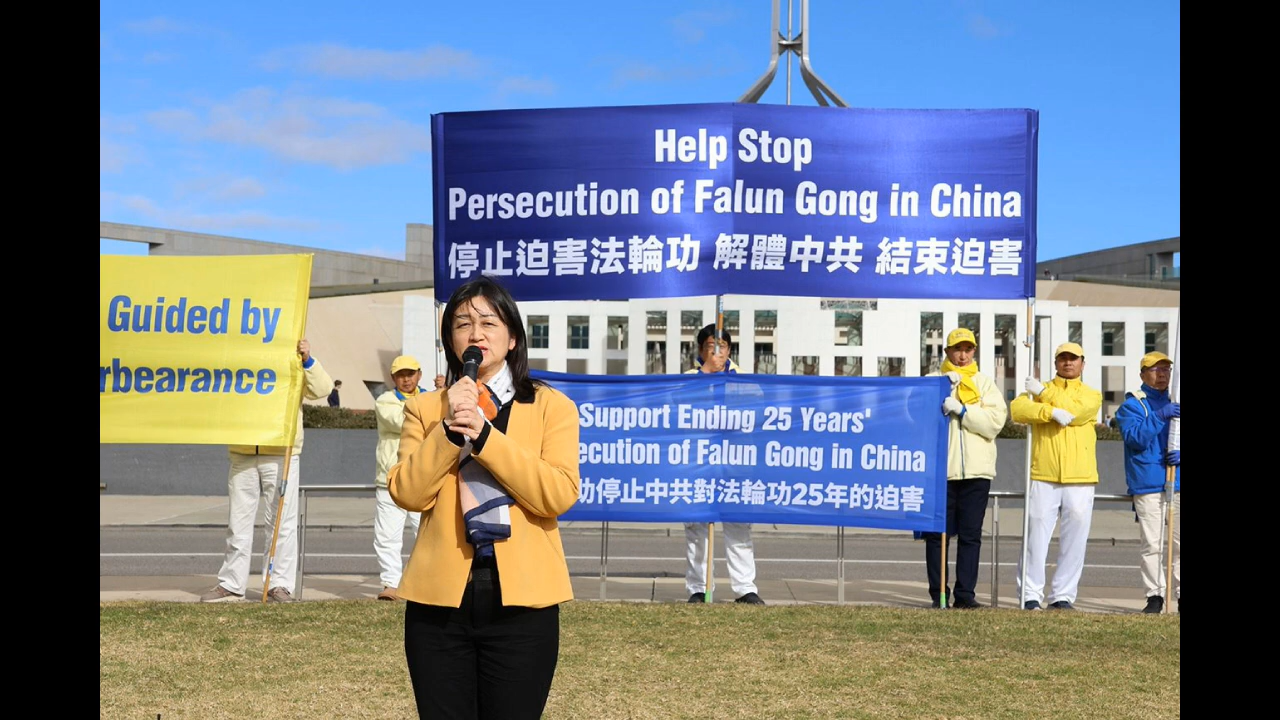 Help Stop
Persecution of Falun Gong in China
停止迫害法輪功 解體中共 結束迫害
Guided by
rbearance
Support Ending 25 Years'
ecution of Falun Gong in China
助停止中共對法輪功25年的迫害